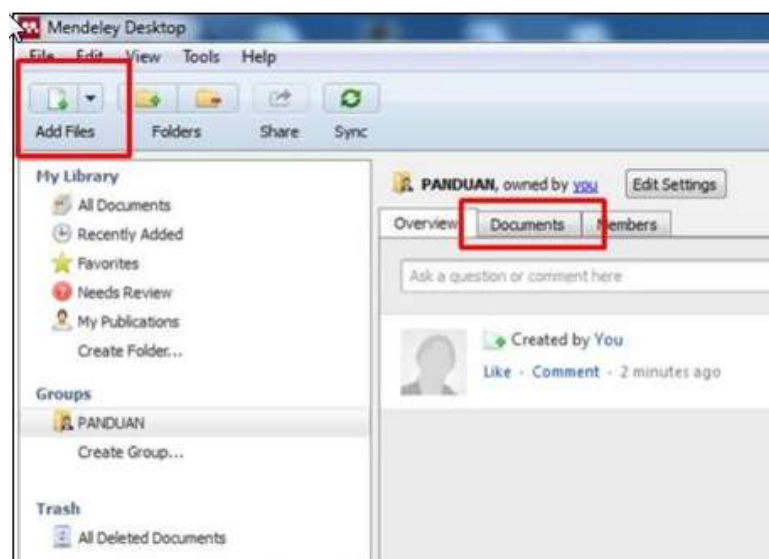 Mendeley Desktop
File Edit View Tools Help
Add Files Folders Share Sync
My Library
All Documents
Recently Added
Favorites
Needs Review
My Publications
Create Folder...
Groups
PANDUAN
Create Group...
Trash
All Deleted Documents
PANDUAN, owned by you Edit Settings
Overview Documents Members
Ask a question or comment here
Created by You
Like - Comment - 2 minutes ago